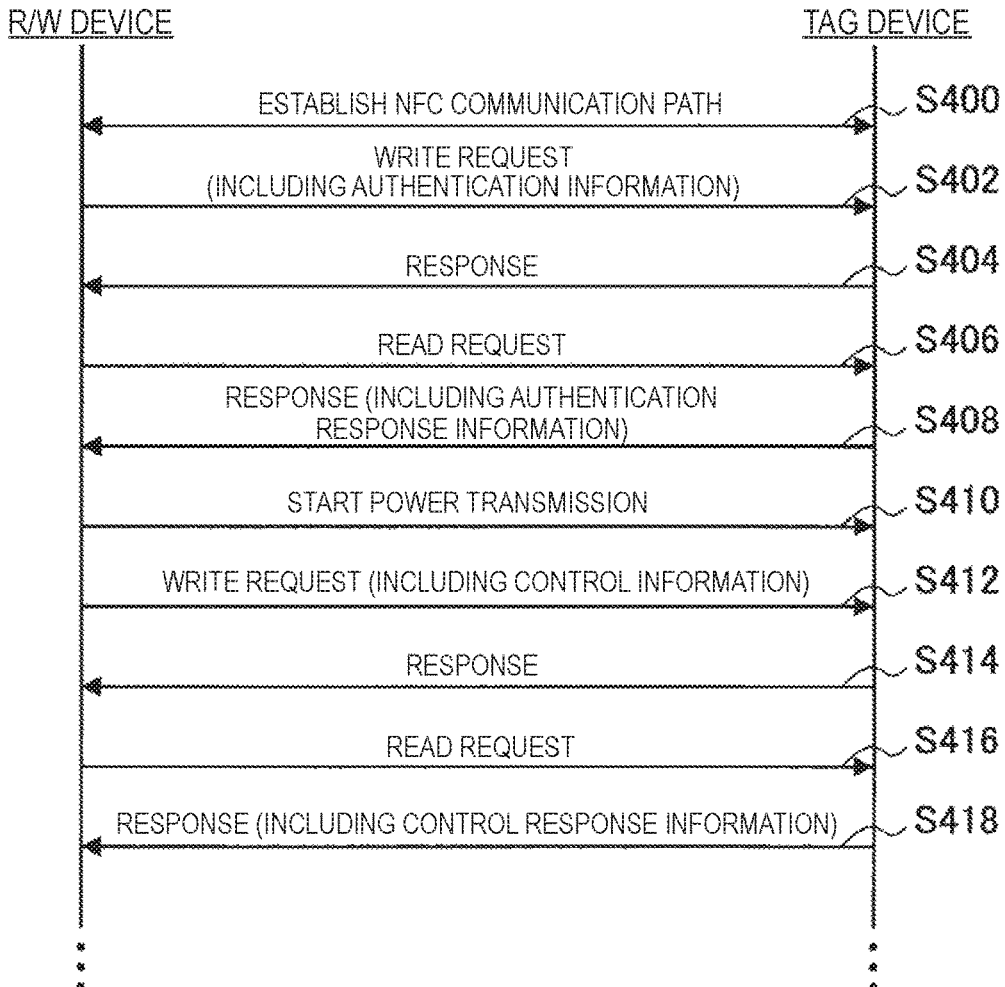 R/W DEVICE
TAG DEVICE
ESTABLISH NFC COMMUNICATION PATH
S400
WRITE REQUEST
(INCLUDING AUTHENTICATION INFORMATION)
S402
RESPONSE
S404
READ REQUEST
S406
RESPONSE (INCLUDING AUTHENTICATION
RESPONSE INFORMATION)
S408
START POWER TRANSMISSION
S410
WRITE REQUEST (INCLUDING CONTROL INFORMATION)
S412
RESPONSE
S414
READ REQUEST
S416
RESPONSE (INCLUDING CONTROL RESPONSE INFORMATION)
S418